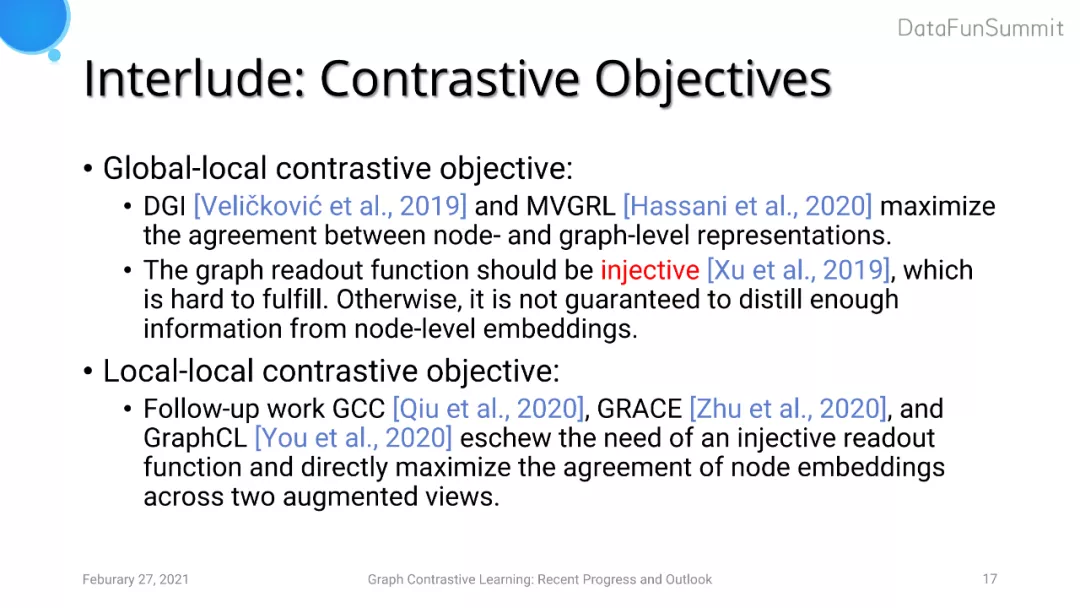 DataFunSummit
Interlude: Contrastive Objectives
• Global-local contrastive objective:
• DGI [Veličković et al., 2019] and MVGRL [Hassani et al., 2020] maximize
the agreement between node- and graph-level representations.
• The graph readout function should be injective [Xu et al., 2019], which
is hard to fulfill. Otherwise, it is not guaranteed to distill enough
information from node-level embeddings.
• Local-local contrastive objective:
• Follow-up work GCC [Qiu et al., 2020], GRACE [Zhu et al., 2020], and
GraphCL [You et al., 2020] eschew the need of an injective readout
function and directly maximize the agreement of node embeddings
across two augmented views.
Feburary 27, 2021
Graph Contrastive Learning: Recent Progress and Outlook
17